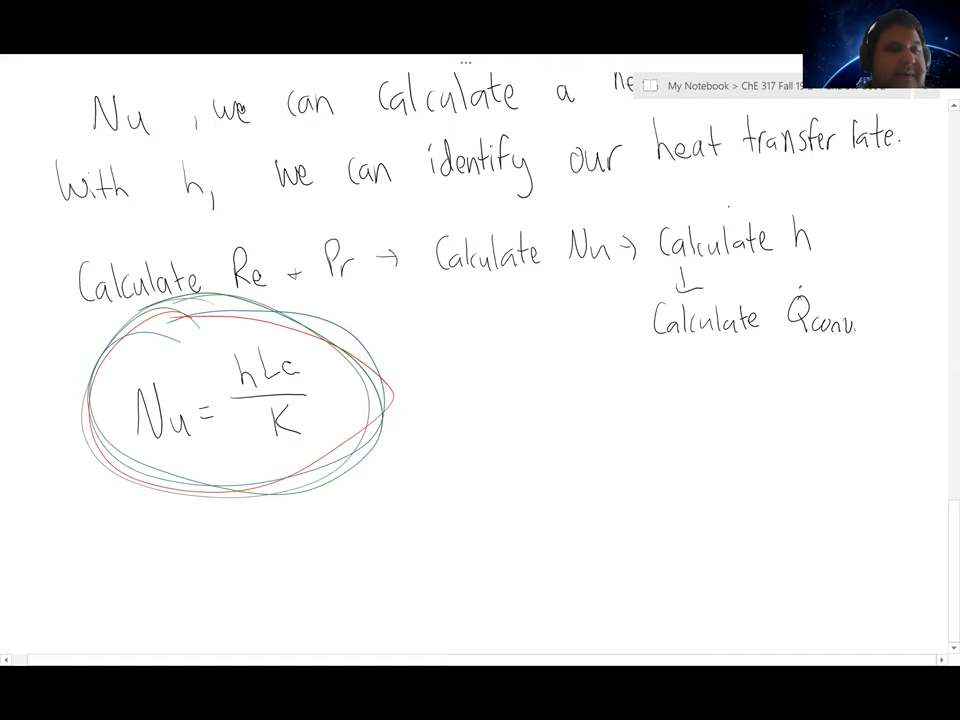 Nu, we can calculate a
My Notebook > ChE 317 Fall 19
With h, we can identify our heat transfer rate.
Calculate Re + Pr → Calculate Nu → Calculate h
↳
Calculate Q̇conv.
Nu = hLc / K